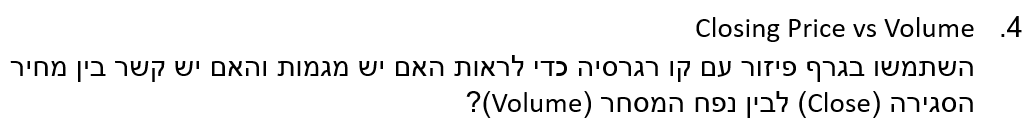 4. Closing Price vs Volume
השתמשו בגרף פיזור עם קו רגרסיה כדי לראות האם יש מגמות והאם יש קשר בין מחיר
הסגירה (Close) לבין נפח המסחר (Volume)?